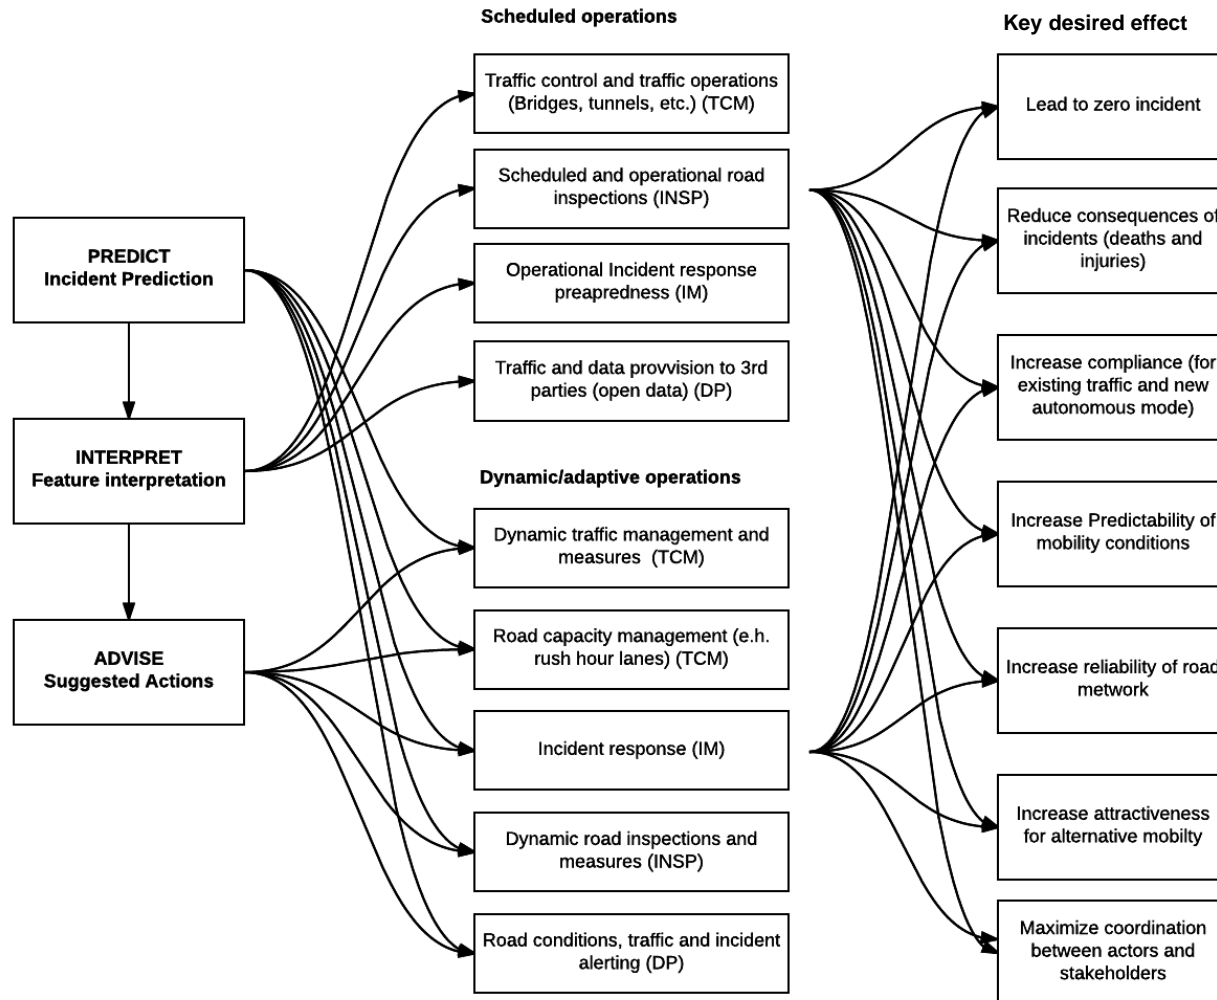 Scheduled operations
Key desired effect
PREDICT
Incident Prediction
INTERPRET
Feature interpretation
ADVISE
Suggested Actions
Traffic control and traffic operations
(Bridges, tunnels, etc.) (TCM)
Scheduled and operational road
inspections (INSP)
Operational Incident response
preapredness (IM)
Traffic and data provvision to 3rd
parties (open data) (DP)
Dynamic/adaptive operations
Dynamic traffic management and
measures  (TCM)
Road capacity management (e.h.
rush hour lanes) (TCM)
Incident response (IM)
Dynamic road inspections and
measures (INSP)
Road conditions, traffic and incident
alerting (DP)
Lead to zero incident
Reduce consequences of
incidents (deaths and
injuries)
Increase compliance (for
existing traffic and new
autonomous mode)
Increase Predictability of
mobility conditions
Increase reliability of road
metwork
Increase attractiveness
for alternative mobilty
Maximize coordination
between actors and
stakeholders